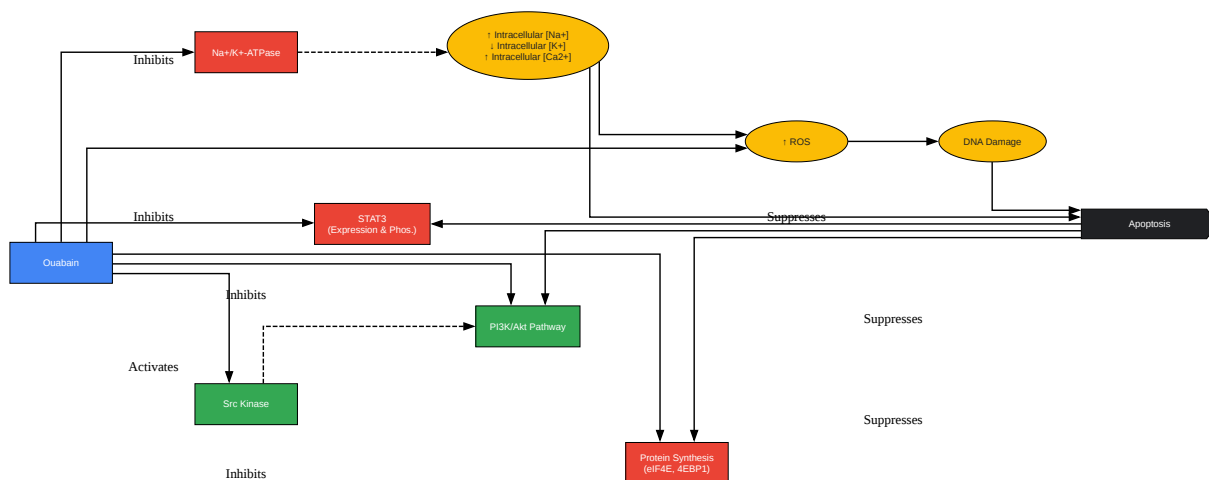 ↑ Intracellular [Na+]
↓ Intracellular [K+]
↑ Intracellular [Ca2+]
Na+/K+-ATPase
Inhibits
↑ ROS
DNA Damage
Inhibits
STAT3
(Expression & Phos.)
Suppresses
Apoptosis
Ouabain
Inhibits
PI3K/Akt Pathway
Suppresses
Activates
Src Kinase
Suppresses
Protein Synthesis
(eIF4E, 4EBP1)
Inhibits